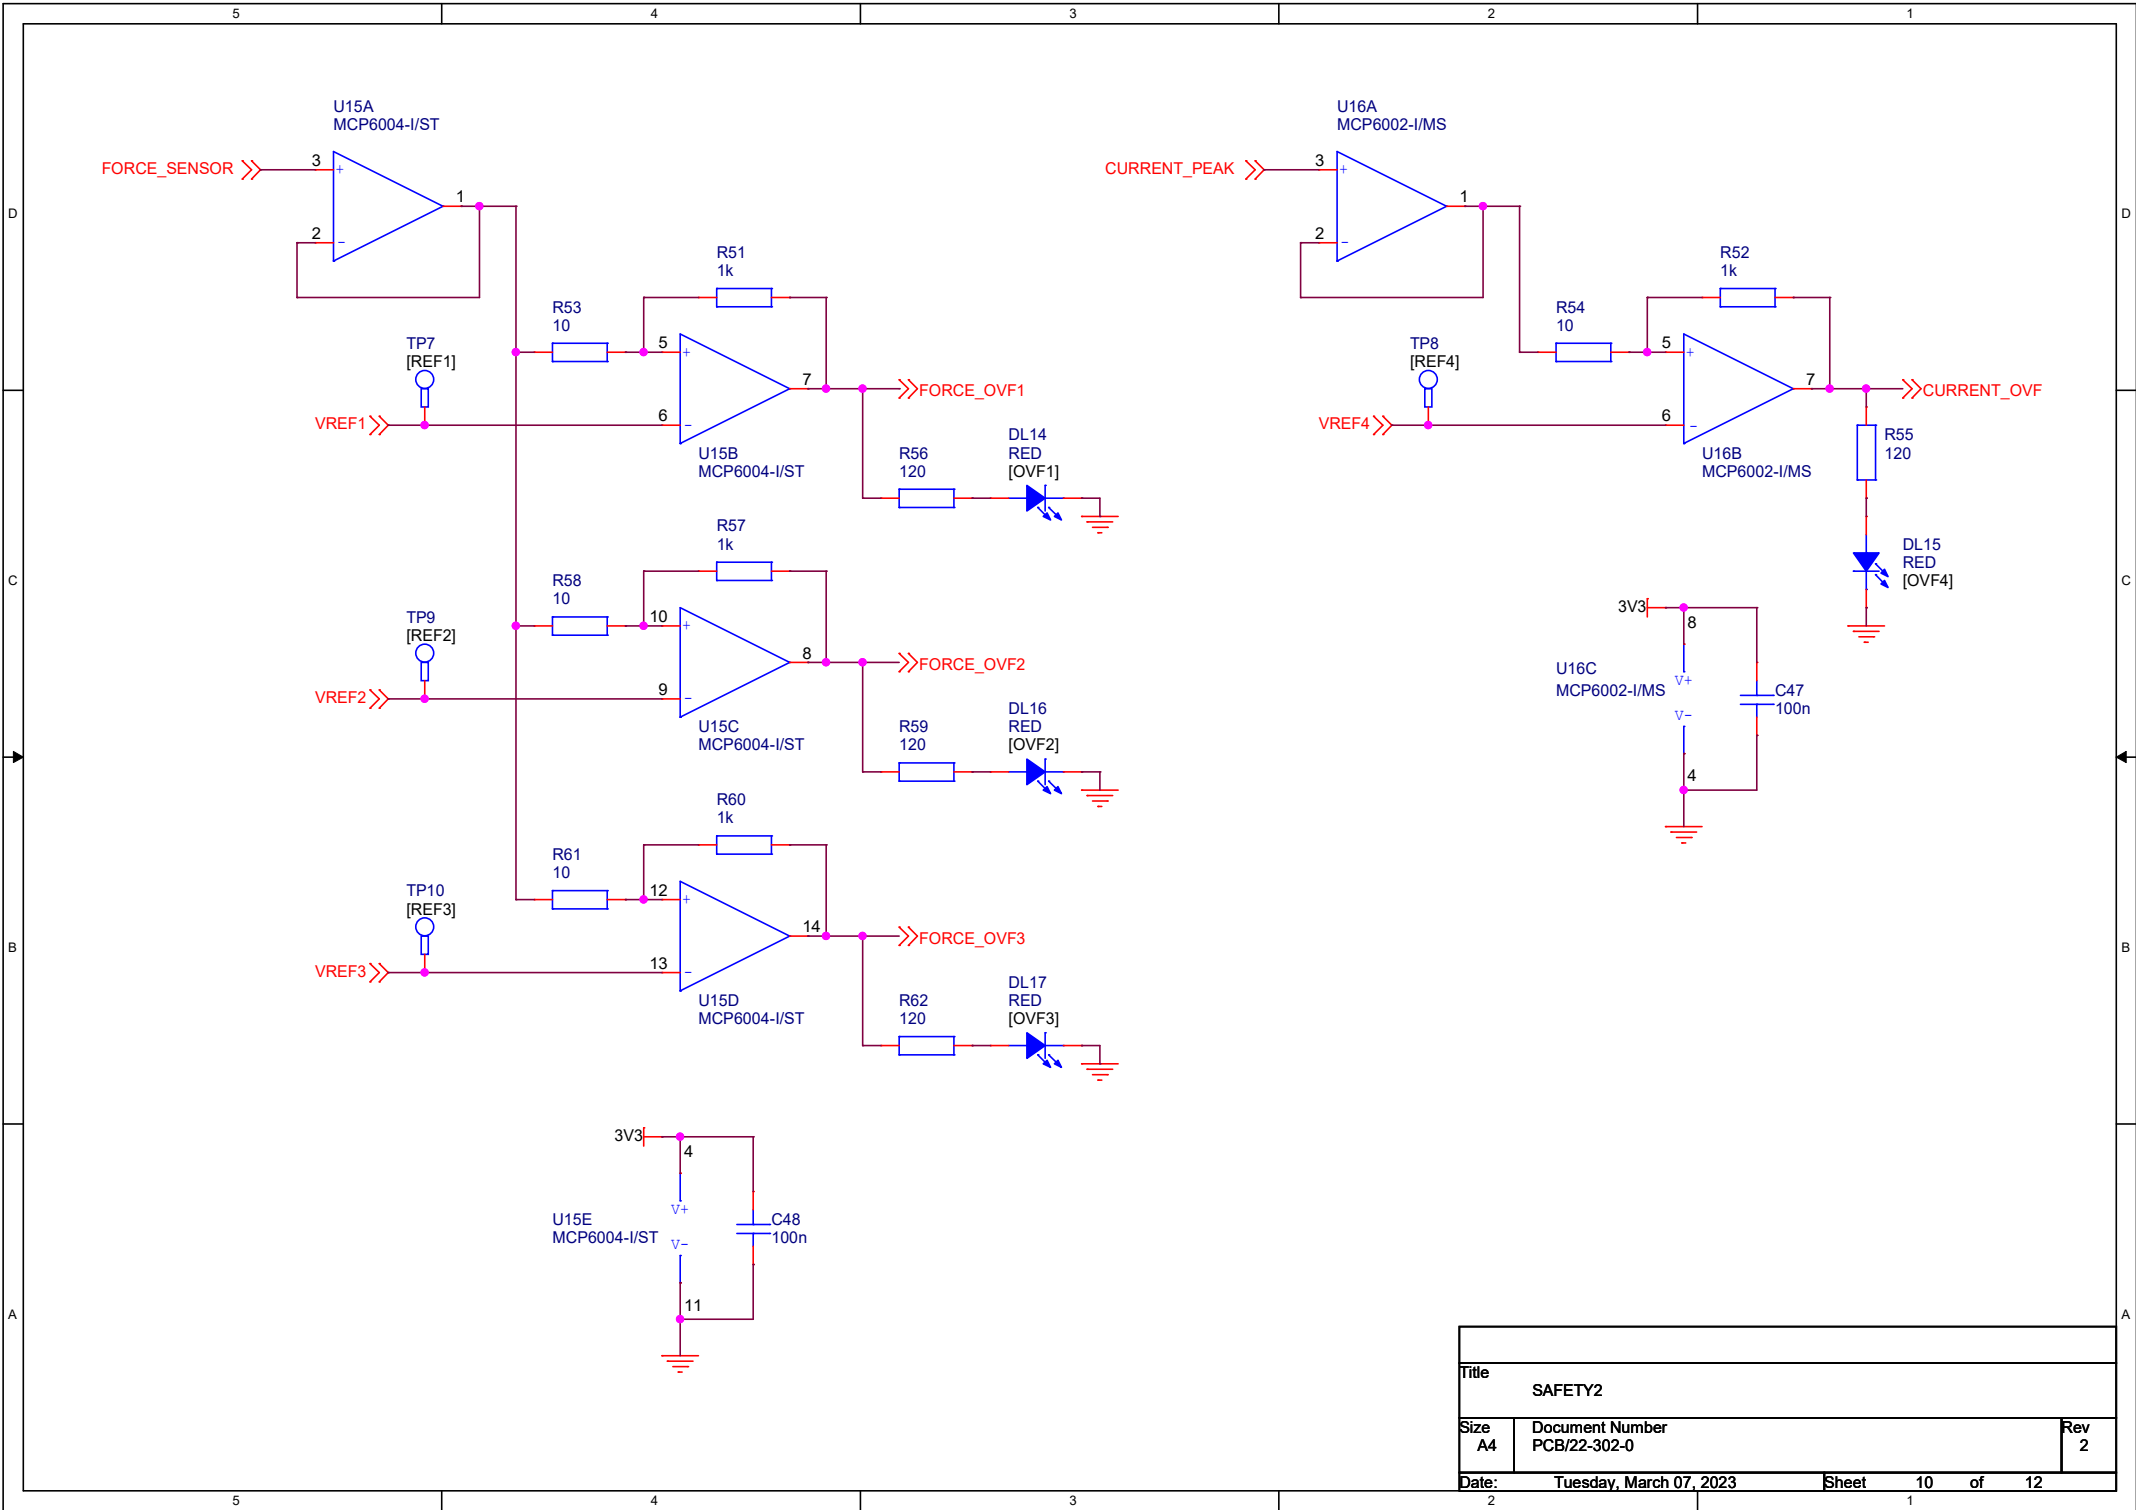 5 4 3 2 1
D
D
C
C
B
B
A
A
U15A
MCP6004-I/ST
FORCE_SENSOR
3
+
2
-
1
R51
1k
R53
10
TP7
[REF1]
VREF1
5
+
6
-
7
FORCE_OVF1
U15B
MCP6004-I/ST
R56
120
DL14
RED
[OVF1]
R57
1k
R58
10
TP9
[REF2]
VREF2
10
+
9
-
8
FORCE_OVF2
U15C
MCP6004-I/ST
R59
120
DL16
RED
[OVF2]
R60
1k
R61
10
TP10
[REF3]
VREF3
12
+
13
-
14
FORCE_OVF3
U15D
MCP6004-I/ST
R62
120
DL17
RED
[OVF3]
3V3
4
V+
U15E
MCP6004-I/ST
V-
C48
100n
11
U16A
MCP6002-I/MS
CURRENT_PEAK
3
+
2
-
1
R52
1k
R54
10
TP8
[REF4]
VREF4
5
+
6
-
7
CURRENT_OVF
U16B
MCP6002-I/MS
R55
120
DL15
RED
[OVF4]
3V3
8
U16C
MCP6002-I/MS
V+
V-
C47
100n
4
Title
SAFETY2
Size
A4
Document Number
PCB/22-302-0
Rev
2
Date: Tuesday, March 07, 2023 Sheet 10 of 12
5 4 3 2 1